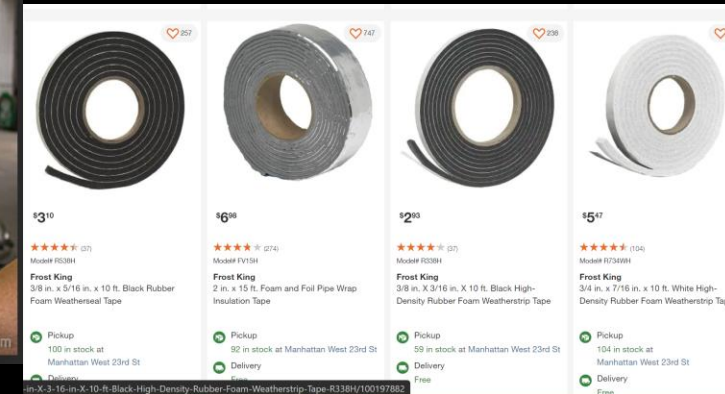 257
$3¹⁰
(37)
Model# R538H
Frost King
3/8 in. x 5/16 in. x 10 ft. Black Rubber
Foam Weatherseal Tape
Pickup
100 in stock at
Manhattan West 23rd St
Delivery
747
$6⁹⁸
(274)
Model# FV15H
Frost King
2 in. x 15 ft. Foam and Foil Pipe Wrap
Insulation Tape
Pickup
92 in stock at Manhattan West 23rd St
Delivery
Free
238
$2⁹³
(37)
Model# R338H
Frost King
3/8 in. X 3/16 in. X 10 ft. Black High-
Density Rubber Foam Weatherstrip Tape
Pickup
59 in stock at Manhattan West 23rd St
Delivery
Free
$5⁴⁷
(104)
Model# R734WH
Frost King
3/4 in. x 7/16 in. x 10 ft. White High-
Density Rubber Foam Weatherstrip Ta
Pickup
104 in stock at
Manhattan West 23rd St
Delivery
Free
-in-X-3-16-in-X-10-ft-Black-High-Density-Rubber-Foam-Weatherstrip-Tape-R338H/100197882